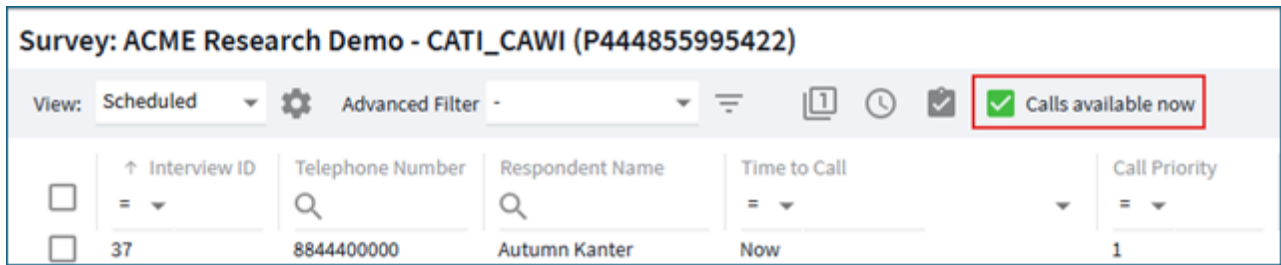 Survey: ACME Research Demo - CATI_CAWI (P444855995422)
View: Scheduled Advanced Filter - 1 Calls available now
↑ Interview ID Telephone Number Respondent Name Time to Call Call Priority
= = =
37 8844400000 Autumn Kanter Now 1